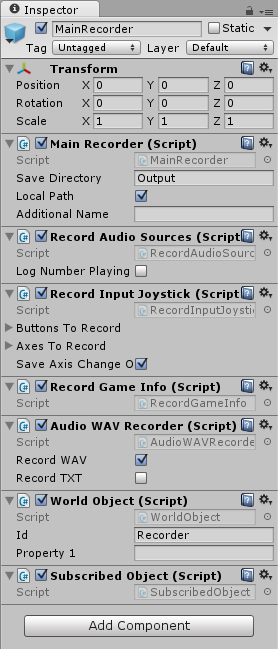 Inspector
MainRecorder Static
Tag Untagged Layer Default
Transform
Position X 0 Y 0 Z 0
Rotation X 0 Y 0 Z 0
Scale X 1 Y 1 Z 1
Main Recorder (Script)
Script MainRecorder
Save Directory Output
Local Path
Additional Name
Record Audio Sources (Script)
Script RecordAudioSourc
Log Number Playing
Record Input Joystick (Script)
Script RecordInputJoysti
Buttons To Record
Axes To Record
Save Axis Change O
Record Game Info (Script)
Script RecordGameInfo
Audio WAV Recorder (Script)
Script AudioWAVRecorde
Record WAV
Record TXT
World Object (Script)
Script WorldObject
Id Recorder
Property 1
Subscribed Object (Script)
Script SubscribedObject
Add Component